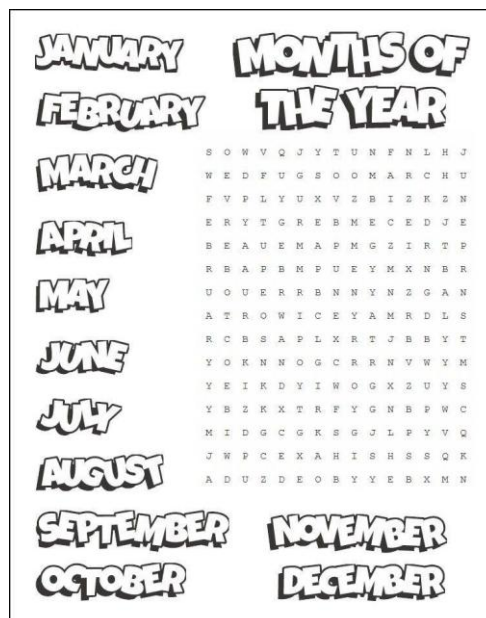 JANUARY
MONTHS OF
THE YEAR
FEBRUARY
MARCH
APRIL
MAY
JUNE
JULY
AUGUST
SEPTEMBER
OCTOBER
NOVEMBER
DECEMBER
S O W V Q J Y T U N F N L H J
W E D F U G S O O M A R C H U
F V P L Y U X V Z B I Z K Z N
E R Y T G R E B M E C E D J E
B E A U E M A P M G Z I R T P
R B A P B M P U E Y M X N B R
U O U E R R B N N Y N Z G A N
A T R O W I C E Y A M R D L S
R C B S A P L X R T J B B Y T
Y O K N N O G C R R N V W Y M
Y E I K D Y I W O G X Z U Y S
Y B Z K X T R F Y G N B P W C
M I D G C G K S G J L P Y V Q
J W P C E X A H I S H S S Q K
A D U Z D E O B Y Y E B X M N